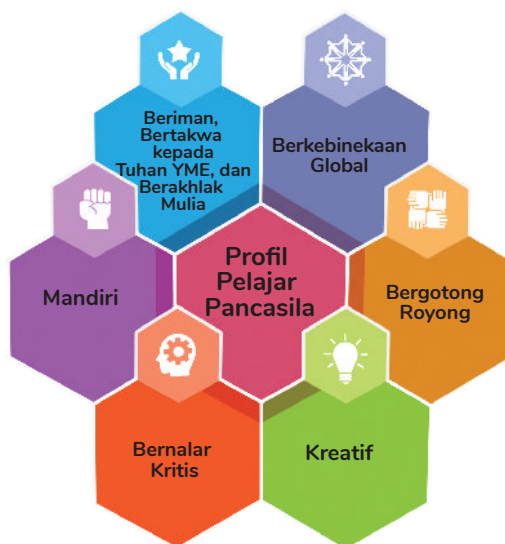 Beriman,
Bertakwa
kepada
Tuhan YME, dan
Berakhlak
Mulia
Berkebinekaan
Global
Profil
Pelajar
Pancasila
Mandiri
Bergotong
Royong
Bernalar
Kritis
Kreatif